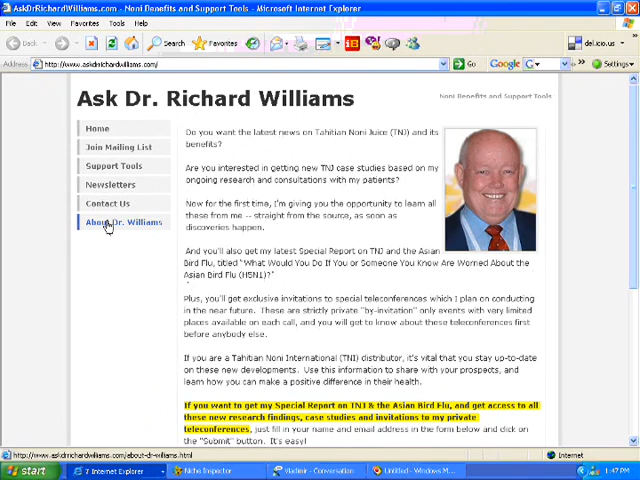 AskDrRichardWilliams.com - Noni Benefits and Support Tools - Microsoft Internet Explorer
File Edit View Favorites Tools Help
Back Search Favorites del.icio.us
Address http://www.askdrrichardwilliams.com/ Go Google Settings
Ask Dr. Richard Williams
Noni Benefits and Support Tools
Home
Join Mailing List
Support Tools
Newsletters
Contact Us
About Dr. Williams
Do you want the latest news on Tahitian Noni Juice (TNJ) and its
benefits?
Are you interested in getting new TNJ case studies based on my
ongoing research and consultations with my patients?
Now for the first time, I'm giving you the opportunity to learn all
these from me -- straight from the source, as soon as
discoveries happen.
And you'll also get my latest Special Report on TNJ and the Asian
Bird Flu, titled "What Would You Do If You or Someone You Know Are Worried About the
Asian Bird Flu (H5N1)?"
Plus, you'll get exclusive invitations to special teleconferences which I plan on conducting
in the near future. These are strictly private "by-invitation" only events with very limited
places available on each call, and you will get to know about these teleconferences first
before anybody else.
If you are a Tahitian Noni International (TNI) distributor, it's vital that you stay up-to-date
on these new developments. Use this information to share with your prospects, and
learn how you can make a positive difference in their health.
If you want to get my Special Report on TNJ & the Asian Bird Flu, and get access to all
these new research findings, case studies and invitations to my private
teleconferences, just fill in your name and email address in the form below and click on
the "Submit" button. It's easy!
http://www.askdrrichardwilliams.com/about-dr-williams.html Internet
start 7 Internet Explorer Niche Inspector Vladimir - Conversation Untitled - Windows M... 1:47 PM